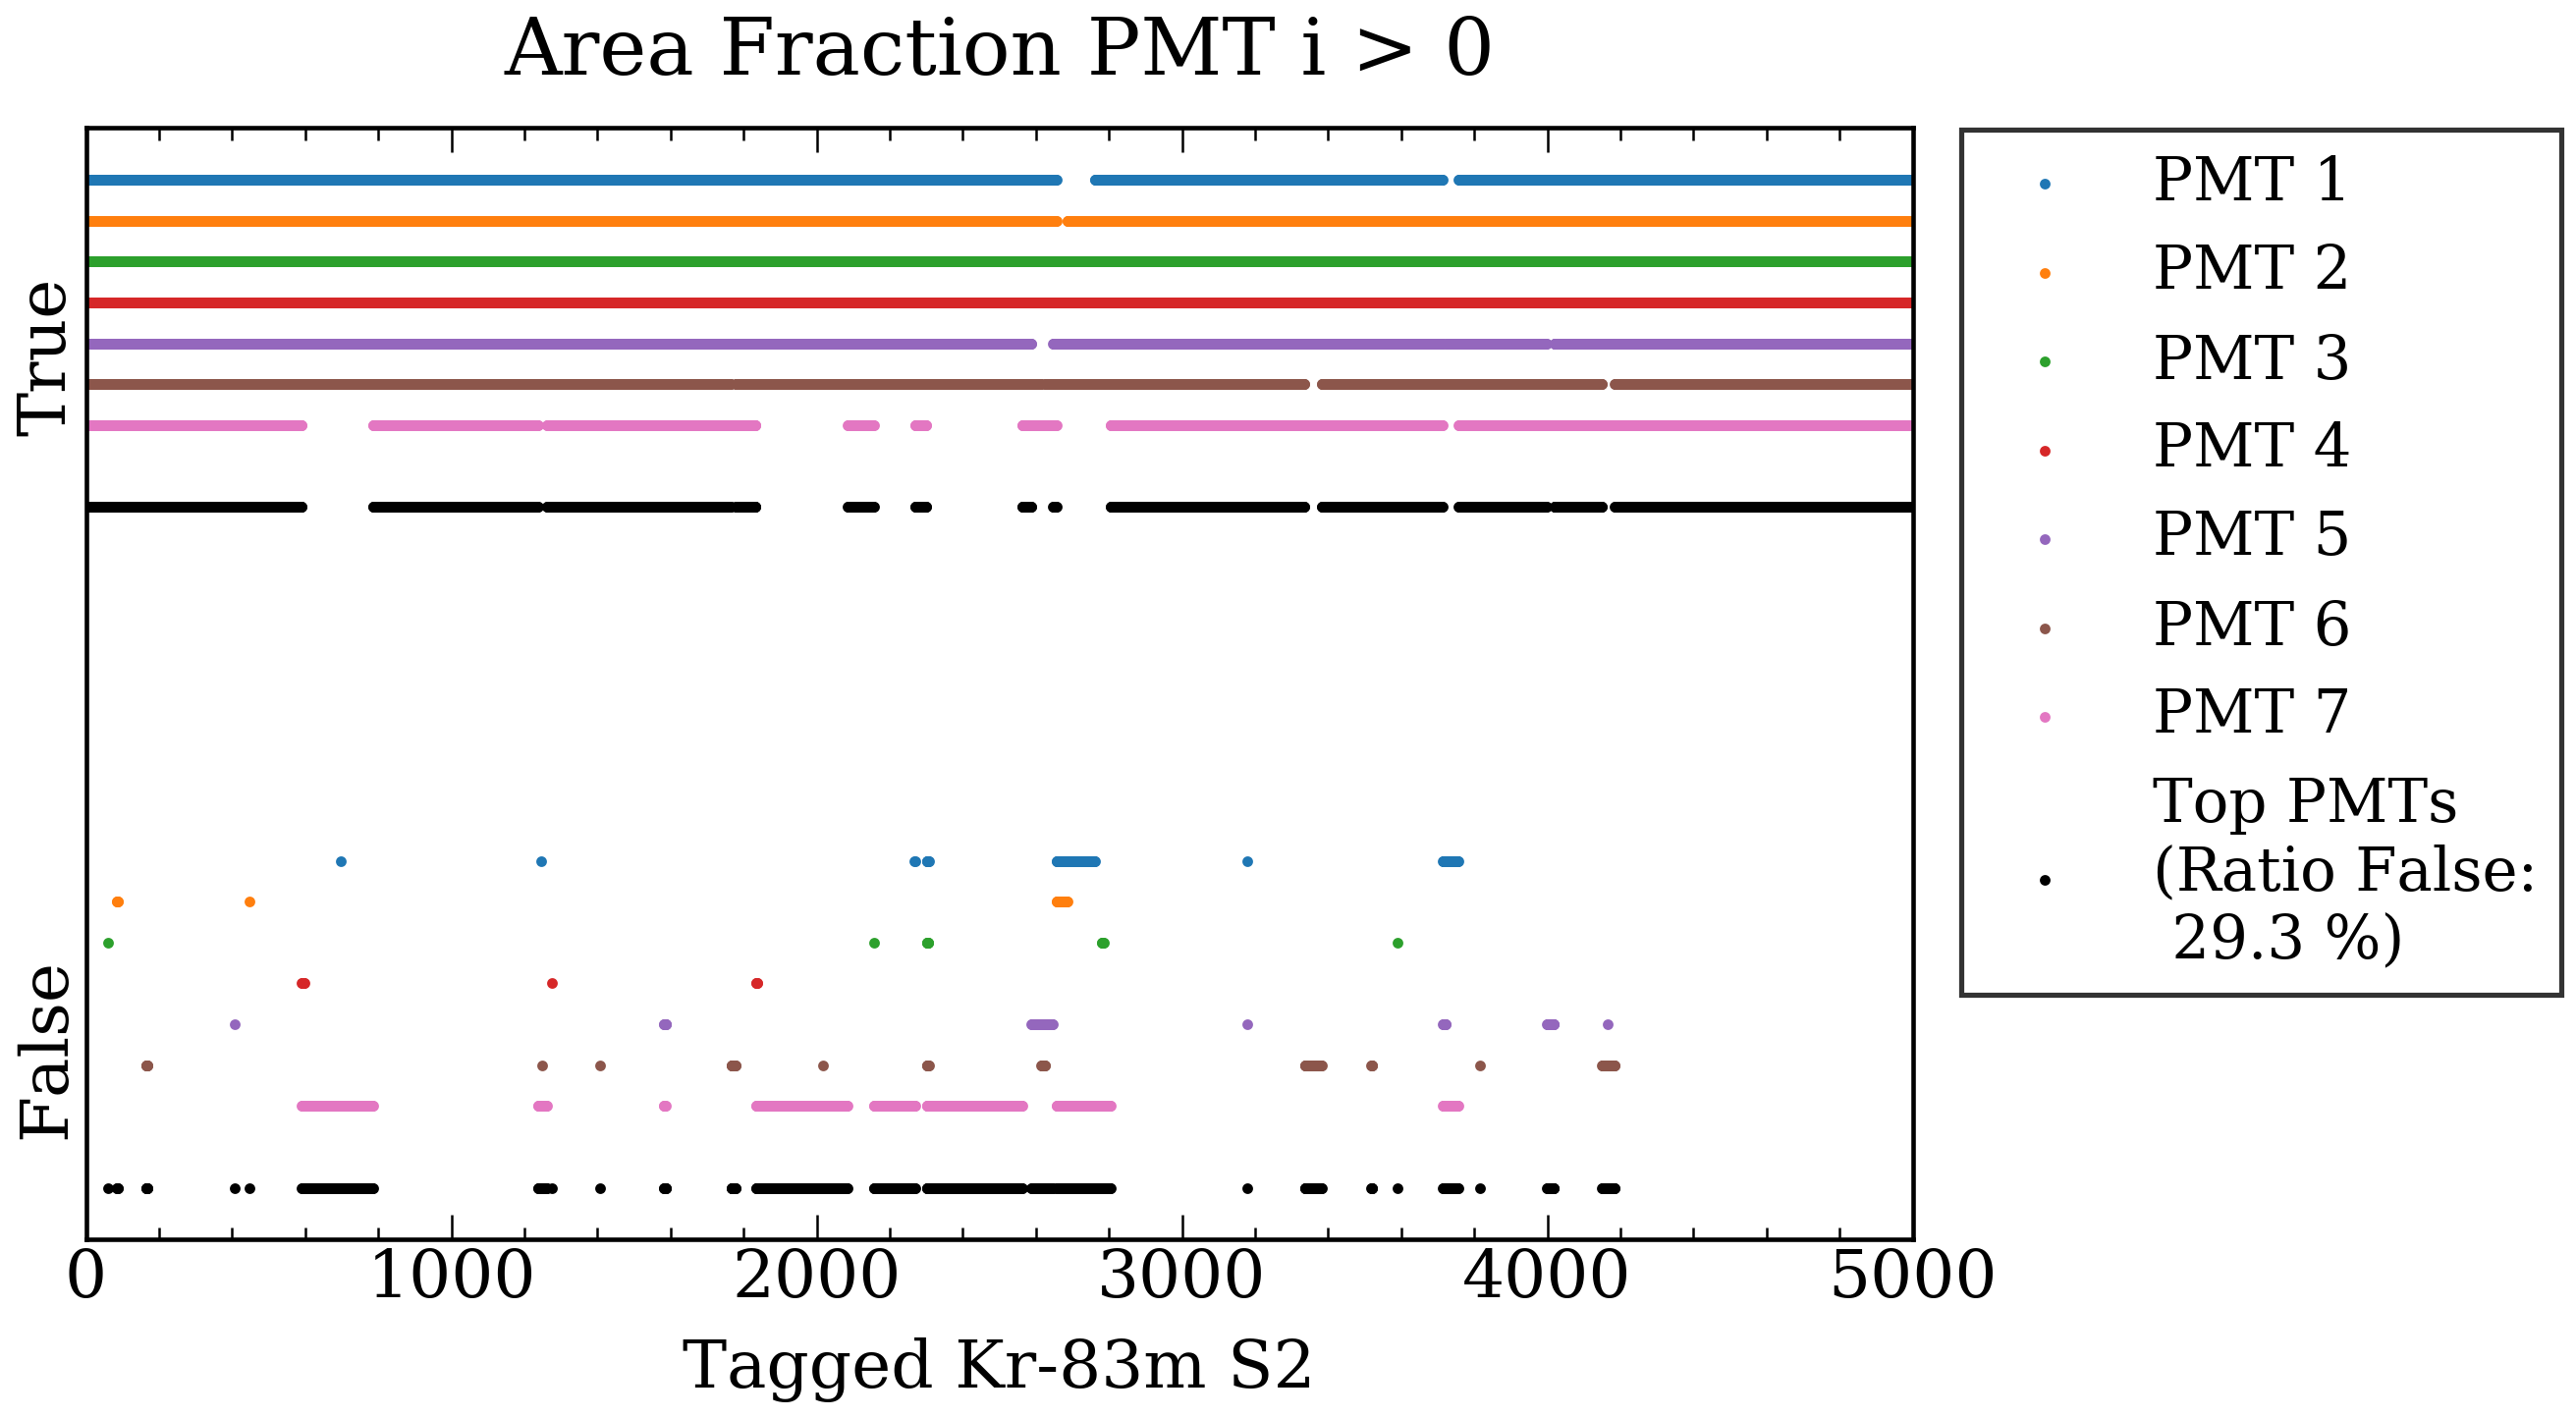 Area Fraction PMT i > 0
True
False
0 1000 2000 3000 4000 5000
Tagged Kr-83m S2
PMT 1
PMT 2
PMT 3
PMT 4
PMT 5
PMT 6
PMT 7
Top PMTs
(Ratio False:
29.3 %)